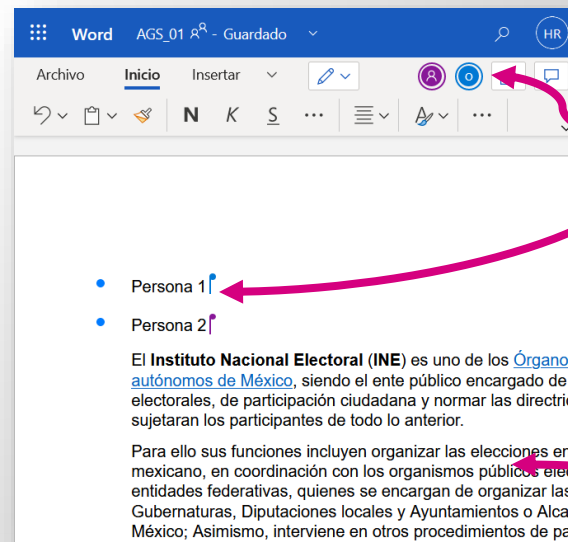 Word AGS_01 - Guardado HR
Archivo Inicio Insertar
N K S ...
Persona 1
Persona 2
El Instituto Nacional Electoral (INE) es uno de los Órgano
autónomos de México, siendo el ente público encargado de
electorales, de participación ciudadana y normar las directri
sujetaran los participantes de todo lo anterior.
Para ello sus funciones incluyen organizar las elecciones en
mexicano, en coordinación con los organismos públicos elec
entidades federativas, quienes se encargan de organizar las
Gubernaturas, Diputaciones locales y Ayuntamientos o Alca
México; Asimismo, interviene en otros procedimientos de pa